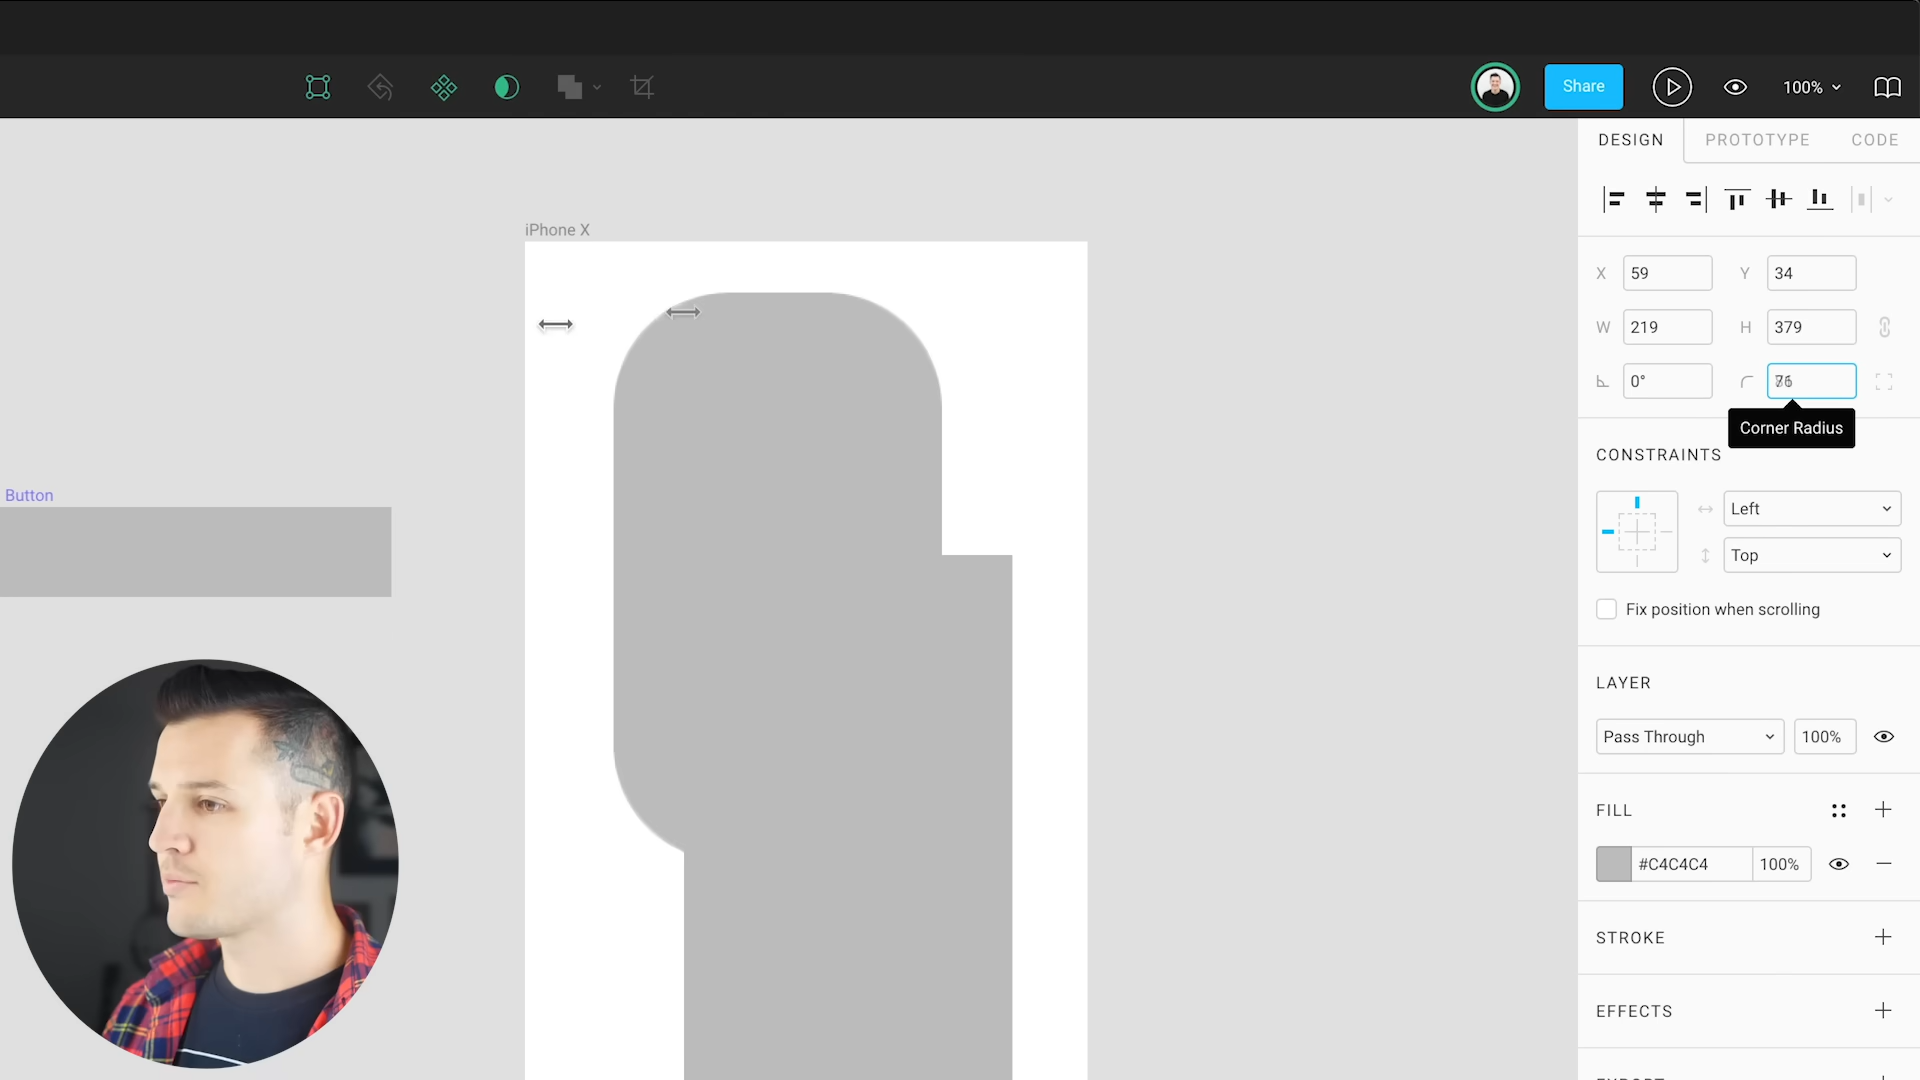 Share
100%
DESIGN
PROTOTYPE
CODE
iPhone X
X
59
Y
34
W
219
H
379
0°
Corner Radius
CONSTRAINTS
Button
Left
Top
Fix position when scrolling
LAYER
Pass Through
100%
FILL
#C4C4C4
100%
STROKE
EFFECTS